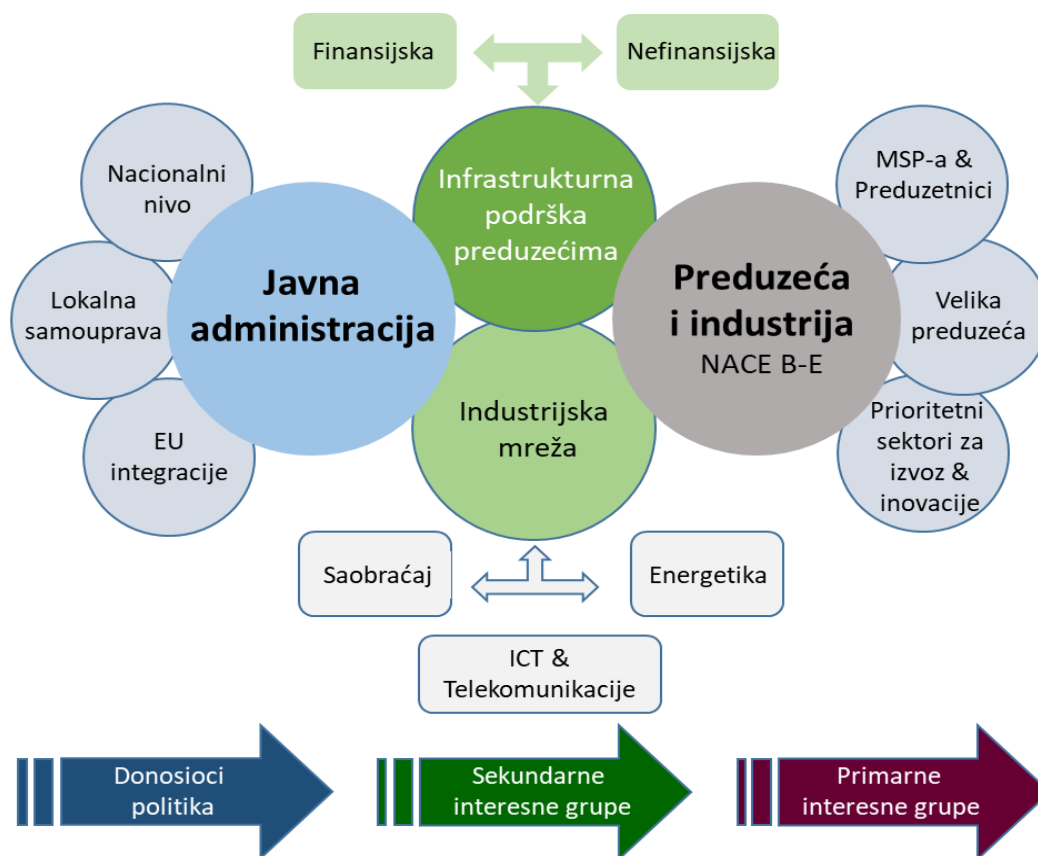 Finansijska
Nefinansijska
Nacionalni
nivo
Lokalna
samouprava
EU
integracije
Javna
administracija
Infrastrukturna
podrška
preduzećima
Industrijska
mreža
Preduzeća
i industrija
NACE B-E
MSP-a &
Preduzetnici
Velika
preduzeća
Prioritetni
sektori za
izvoz &
inovacije
Saobraćaj
Energetika
ICT &
Telekomunikacije
Donosioci
politika
Sekundarne
interesne grupe
Primarne
interesne grupe